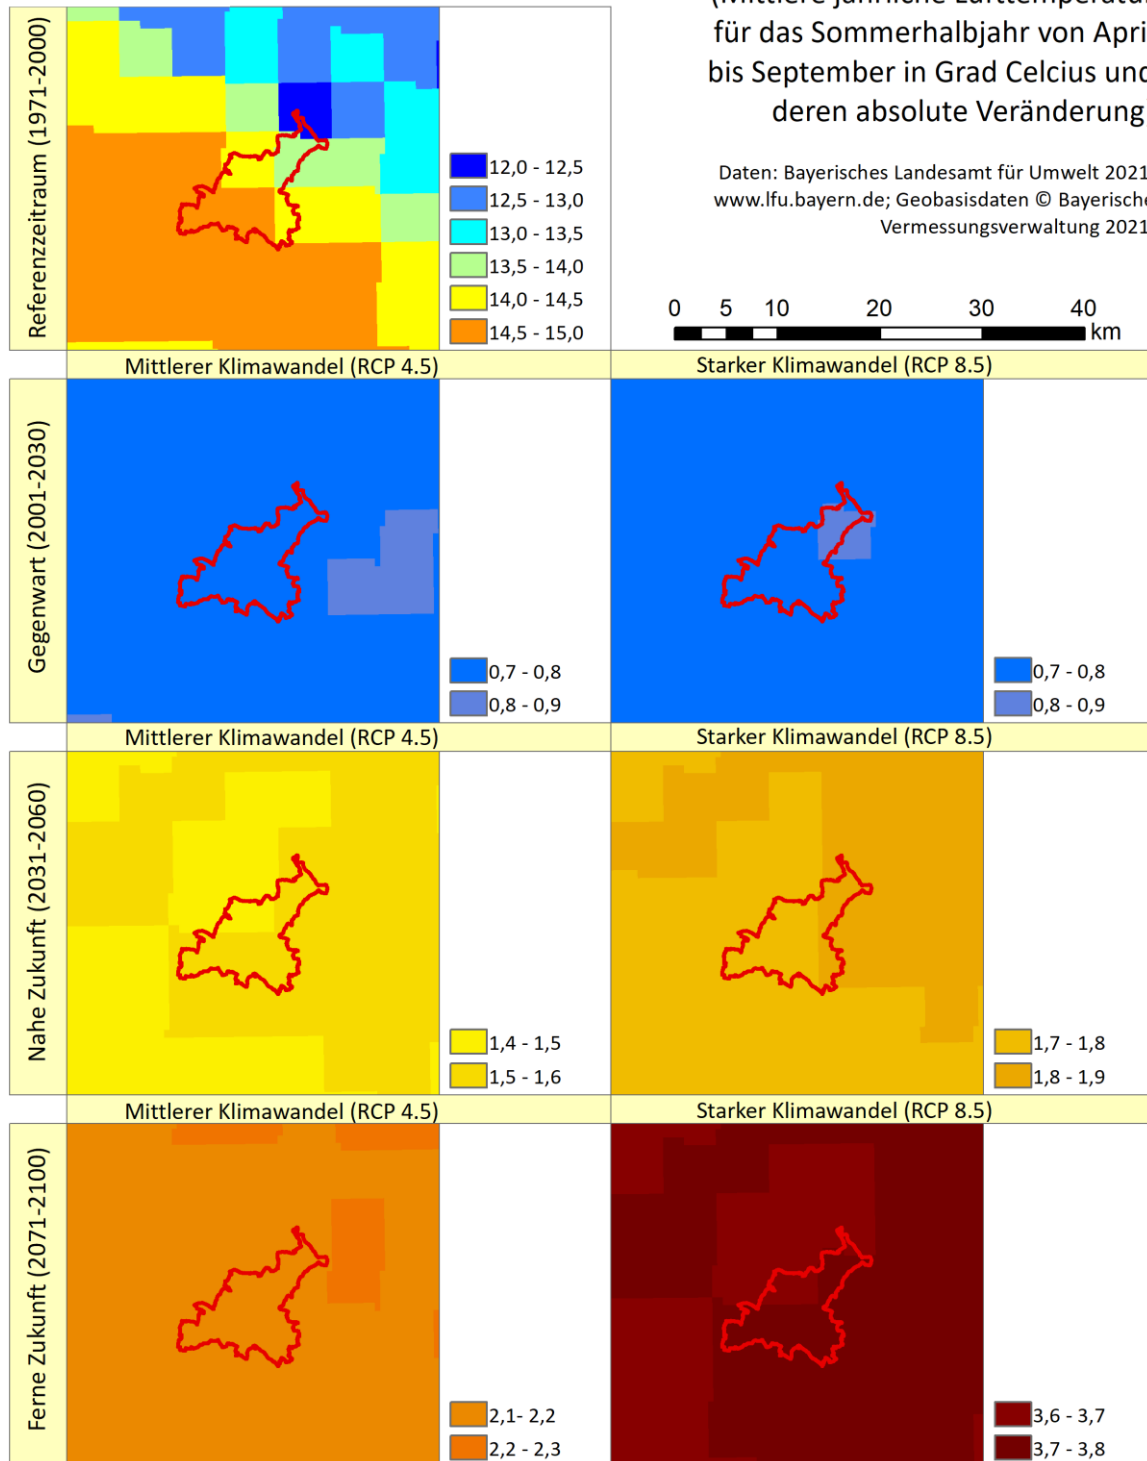 (Mittlere jährliche Lufttemperatur
für das Sommerhalbjahr von Apri
bis September in Grad Celcius und
deren absolute Veränderung
Daten: Bayerisches Landesamt für Umwelt 2021
www.lfu.bayern.de; Geobasisdaten © Bayerische
Vermessungsverwaltung 2021
Referenzzeitraum (1971-2000)
12,0 - 12,5
12,5 - 13,0
13,0 - 13,5
13,5 - 14,0
14,0 - 14,5
14,5 - 15,0
0 5 10 20 30 40
km
Mittlerer Klimawandel (RCP 4.5)
Starker Klimawandel (RCP 8.5)
Gegenwart (2001-2030)
0,7 - 0,8
0,8 - 0,9
0,7 - 0,8
0,8 - 0,9
Mittlerer Klimawandel (RCP 4.5)
Starker Klimawandel (RCP 8.5)
Nahe Zukunft (2031-2060)
1,4 - 1,5
1,5 - 1,6
1,7 - 1,8
1,8 - 1,9
Mittlerer Klimawandel (RCP 4.5)
Starker Klimawandel (RCP 8.5)
Ferne Zukunft (2071-2100)
2,1- 2,2
2,2 - 2,3
3,6 - 3,7
3,7 - 3,8